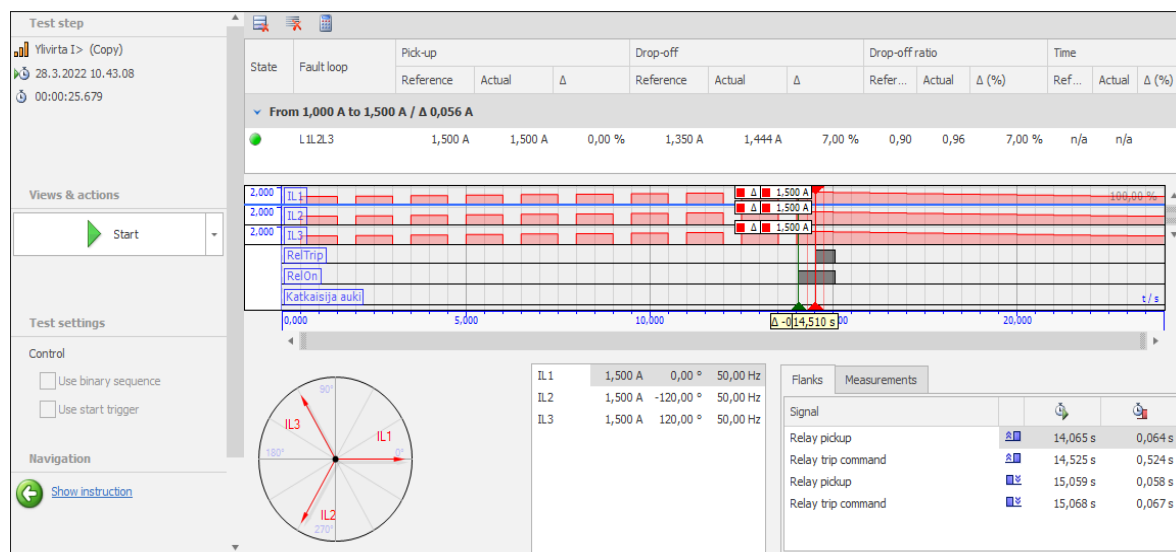 Test step
Ylivirta I> (Copy)
28.3.2022 10.43.08
00:00:25.679
Views & actions
Start
Test settings
Control
Use binary sequence
Use start trigger
Navigation
Show instruction
State Fault loop Pick-up Drop-off Drop-off ratio Time
Reference Actual Δ Reference Actual Δ Refer... Actual Δ (%) Ref... Actual Δ (%)
From 1,000 A to 1,500 A / Δ 0,056 A
L1L2L3 1,500 A 1,500 A 0,00 % 1,350 A 1,444 A 7,00 % 0,90 0,96 7,00 % n/a n/a
2,000 IL1 Δ 1,500 A 100,00 %
2,000 IL2 Δ 1,500 A
2,000 IL3 Δ 1,500 A
RelTrip
RelOn
Katkaisija auki t / s
0,000 5,000 10,000 20,000
Δ -0 14,510 s
90°
IL3 IL1
180° 0°
IL2
270°
IL1 1,500 A 0,00 ° 50,00 Hz
IL2 1,500 A -120,00 ° 50,00 Hz
IL3 1,500 A 120,00 ° 50,00 Hz
Flanks Measurements
Signal
Relay pickup 14,065 s 0,064 s
Relay trip command 14,525 s 0,524 s
Relay pickup 15,059 s 0,058 s
Relay trip command 15,068 s 0,067 s